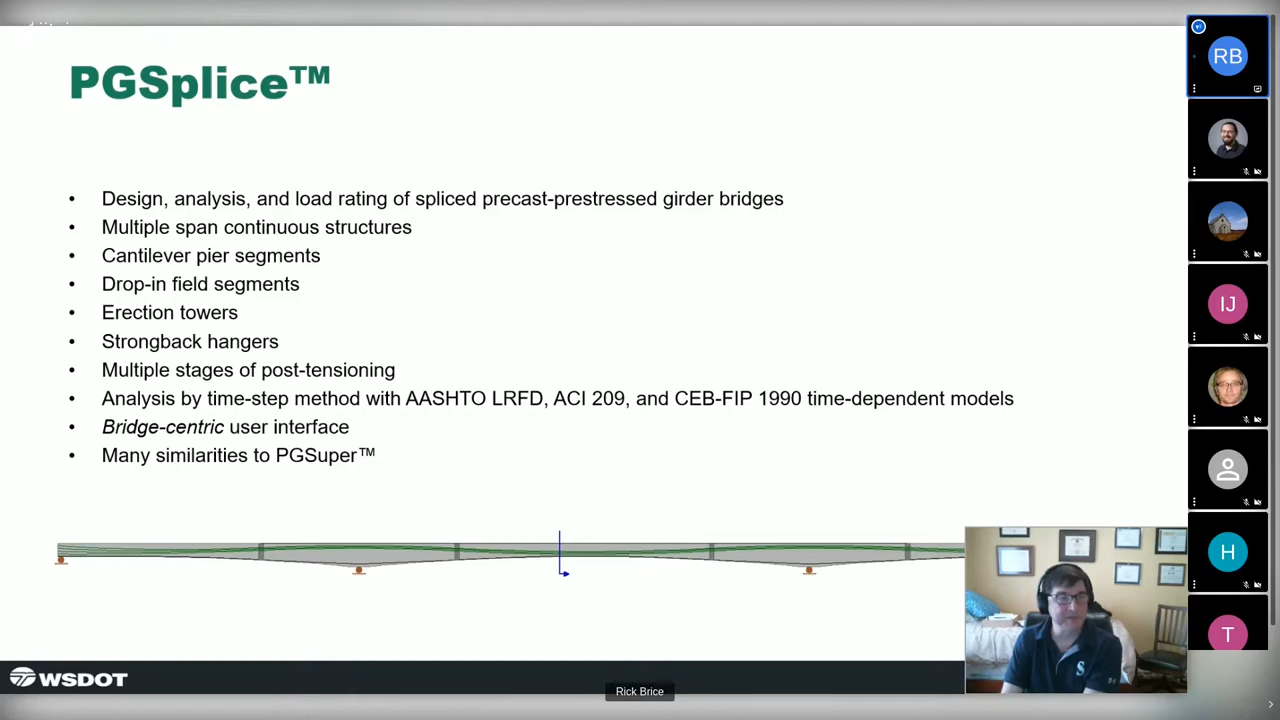 PGSplice™
• Design, analysis, and load rating of spliced precast-prestressed girder bridges
• Multiple span continuous structures
• Cantilever pier segments
• Drop-in field segments
• Erection towers
• Strongback hangers
• Multiple stages of post-tensioning
• Analysis by time-step method with AASHTO LRFD, ACI 209, and CEB-FIP 1990 time-dependent models
• Bridge-centric user interface
• Many similarities to PGSuper™
WSDOT
Rick Brice
RB
IJ
H
T
S